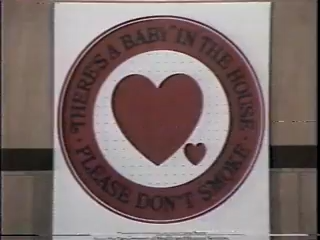 "THERE'S A BABY" IN THE HOUSE
· PLEASE DON'T SMOKE ·